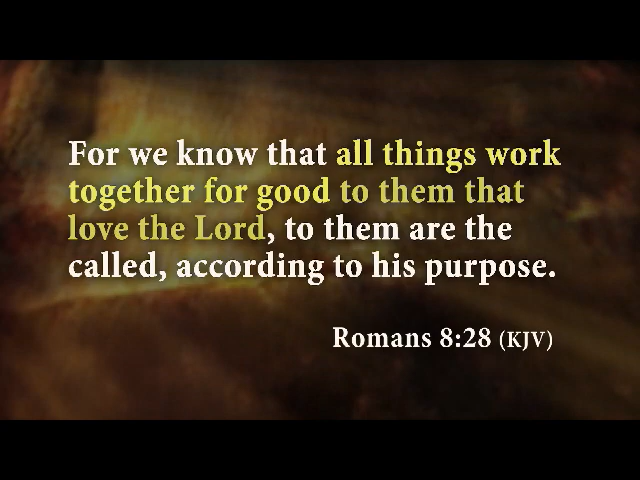 For we know that all things work
together for good to them that
love the Lord, to them are the
called, according to his purpose.
Romans 8:28 (KJV)